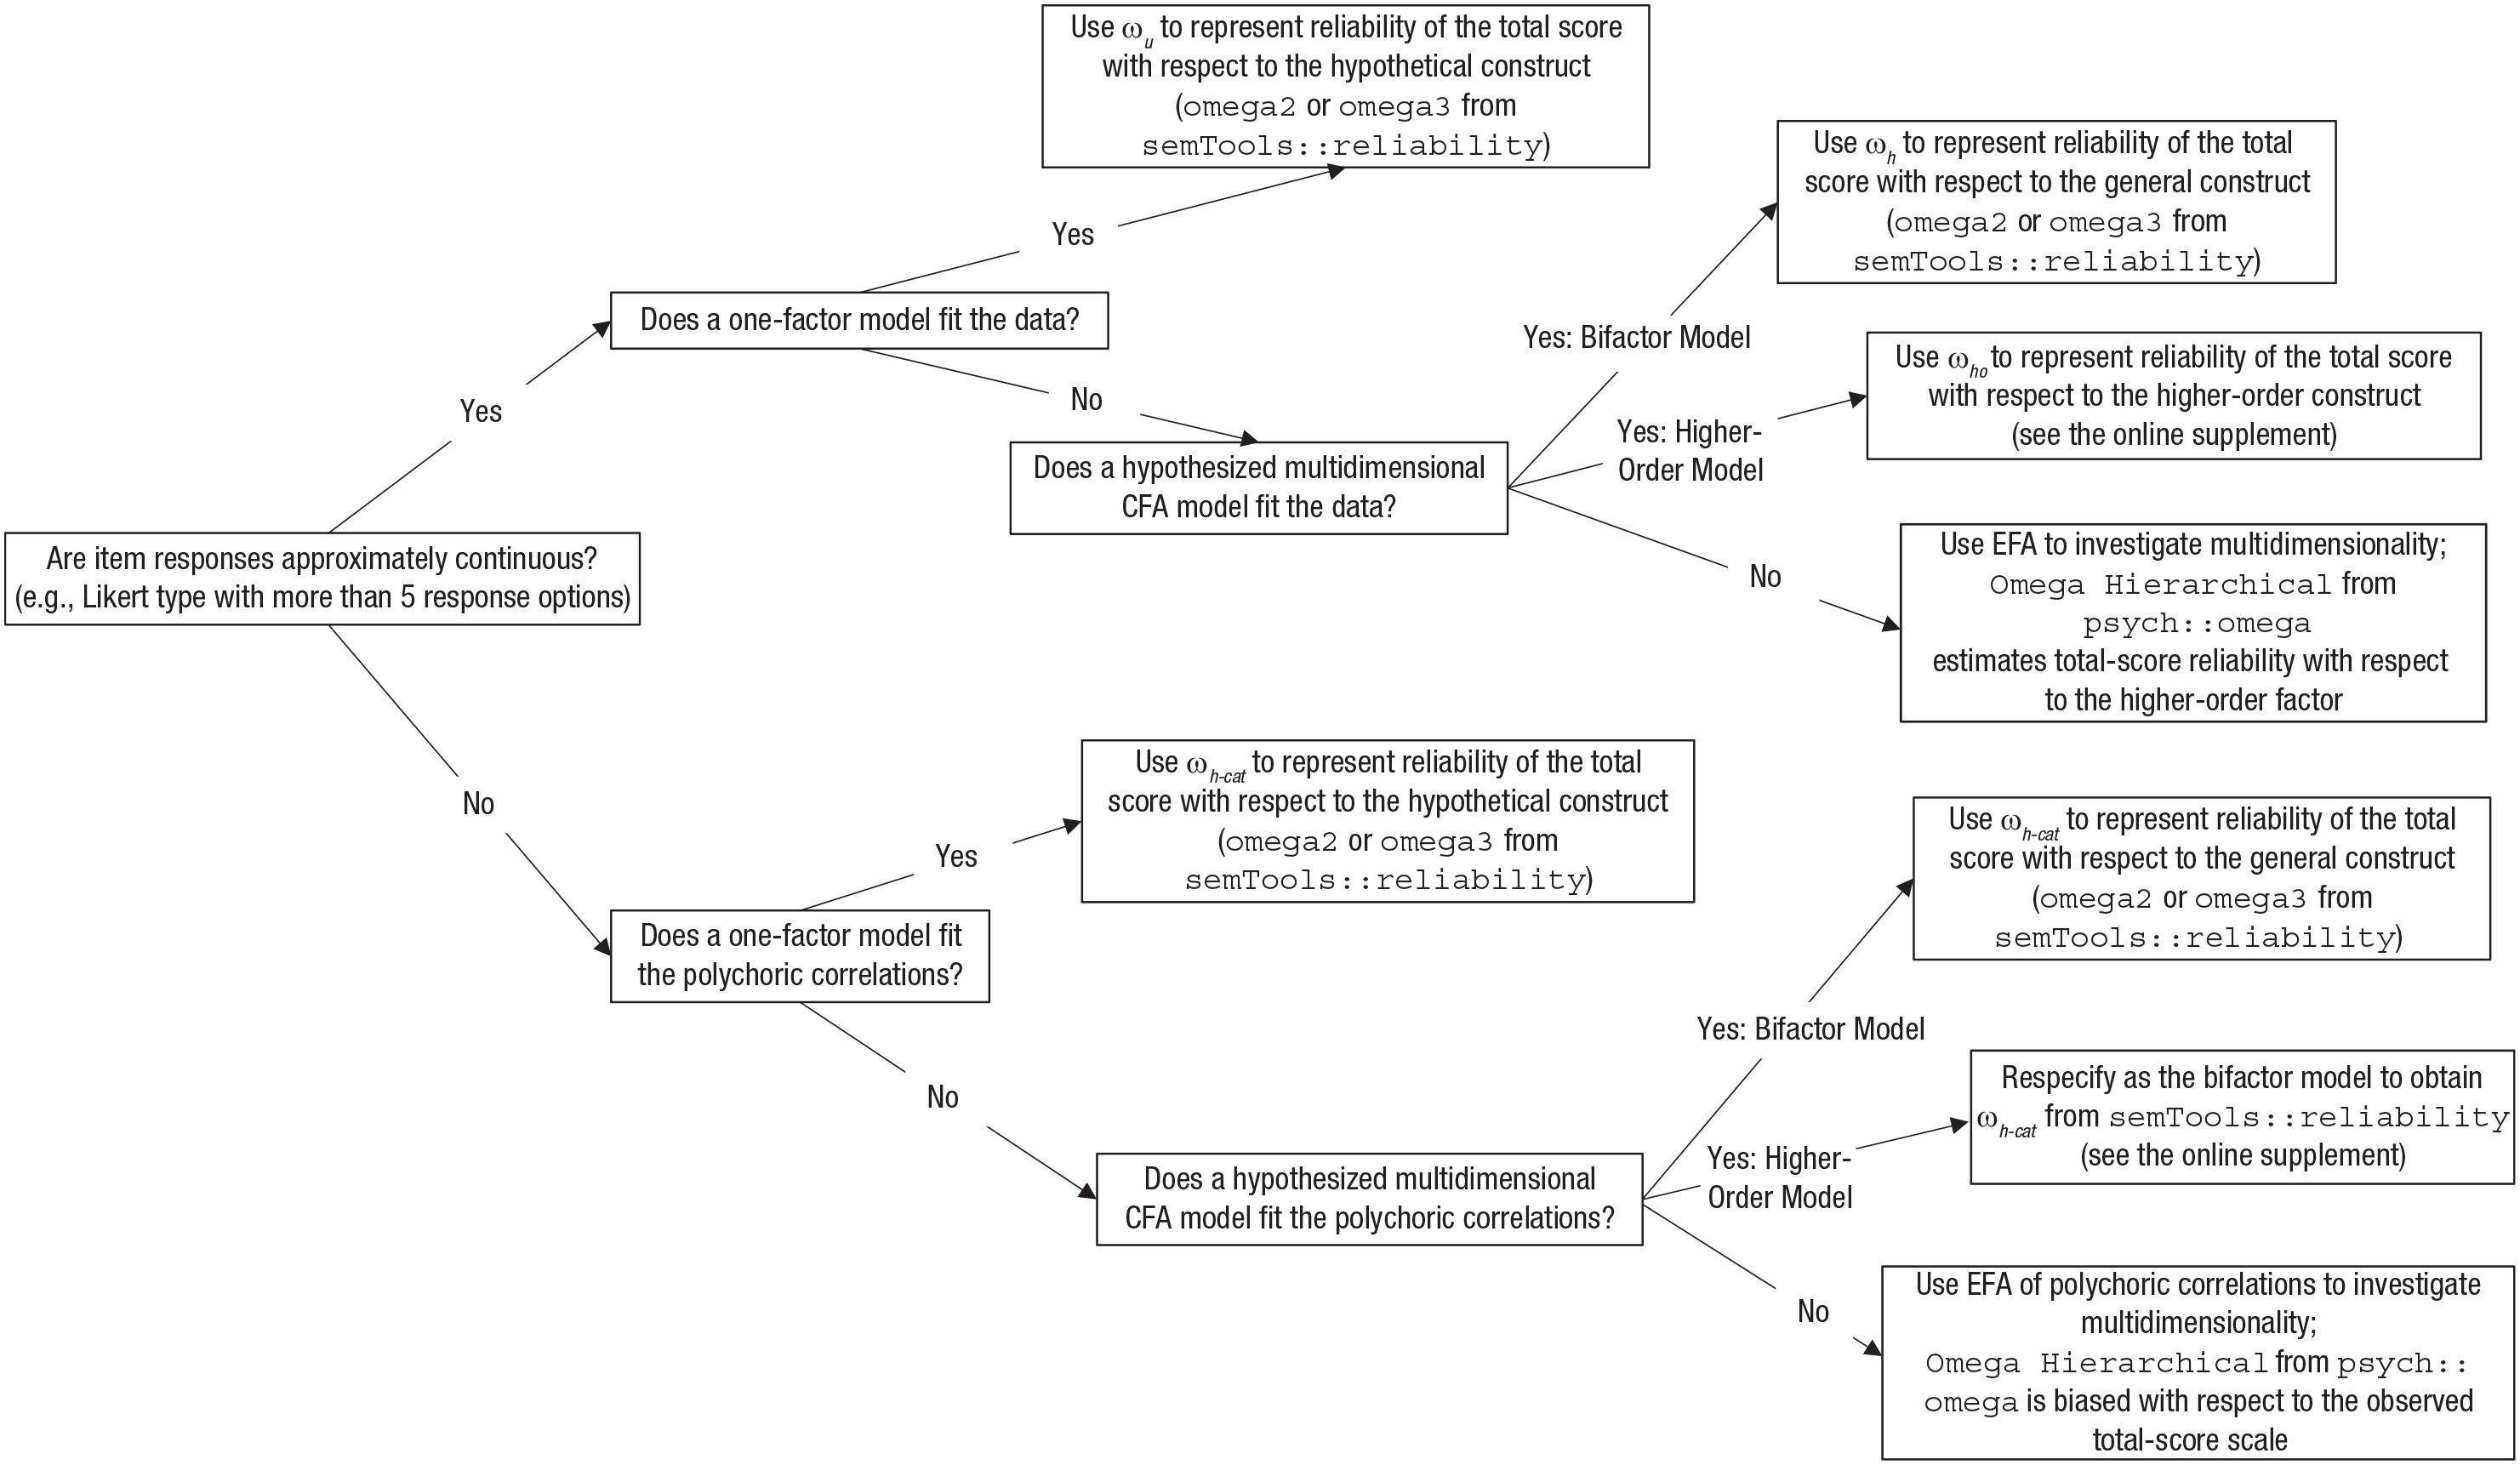 Use ωu to represent reliability of the total score
with respect to the hypothetical construct
(omega2 or omega3 from
semTools::reliability)
Use ωh to represent reliability of the total
score with respect to the general construct
(omega2 or omega3 from
semTools::reliability)
Yes
Does a one-factor model fit the data?
Yes: Bifactor Model
Use ωho to represent reliability of the total score
with respect to the higher-order construct
(see the online supplement)
Yes
No
Yes: Higher-
Order Model
Does a hypothesized multidimensional
CFA model fit the data?
Are item responses approximately continuous?
(e.g., Likert type with more than 5 response options)
No
Use EFA to investigate multidimensionality;
Omega Hierarchical from
psych::omega
estimates total-score reliability with respect
to the higher-order factor
No
Use ωh-cat to represent reliability of the total
score with respect to the hypothetical construct
(omega2 or omega3 from
semTools::reliability)
Yes
Use ωh-cat to represent reliability of the total
score with respect to the general construct
(omega2 or omega3 from
semTools::reliability)
Does a one-factor model fit
the polychoric correlations?
Yes: Bifactor Model
No
Respecify as the bifactor model to obtain
ωh-cat from semTools::reliability
(see the online supplement)
Yes: Higher-
Order Model
Does a hypothesized multidimensional
CFA model fit the polychoric correlations?
No
Use EFA of polychoric correlations to investigate
multidimensionality;
Omega Hierarchical from psych::
omega is biased with respect to the observed
total-score scale